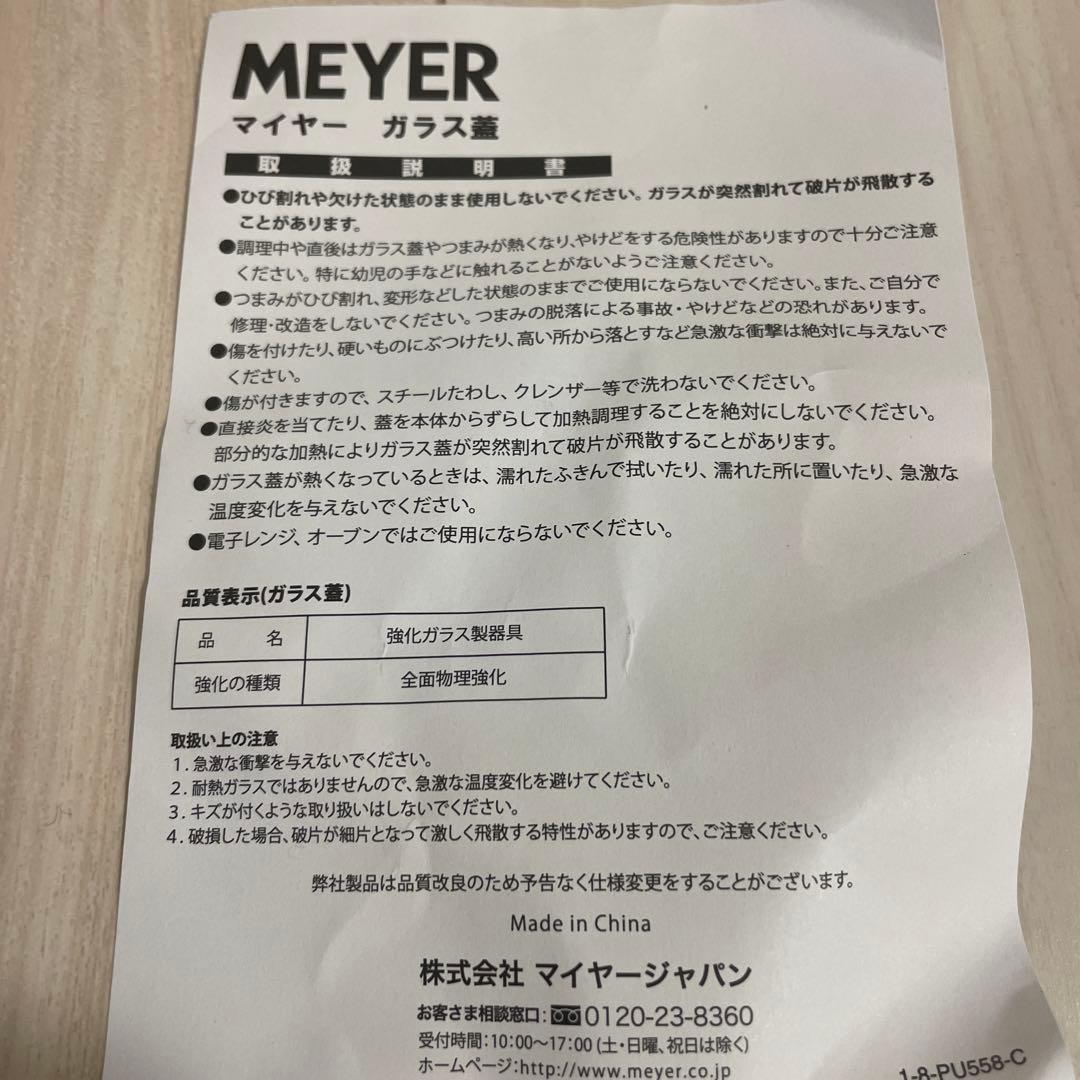 MEYER
マイヤー ガラス蓋
取扱説明書
●ひび割れや欠けた状態のまま使用しないでください。ガラスが突然割れて破片が飛散する
ことがあります。
●調理中や直後はガラス蓋やつまみが熱くなり、やけどをする危険性がありますので十分ご注意
ください。特に幼児の手などに触れることがないようご注意ください。
●つまみがひび割れ、変形などした状態のままでご使用にならないでください。また、ご自分で
修理・改造をしないでください。つまみの脱落による事故・やけどなどの恐れがあります。
●傷を付けたり、硬いものにぶつけたり、高い所から落とすなど急激な衝撃は絶対に与えないで
ください。
●傷が付きますので、スチールたわし、クレンザー等で洗わないでください。
●直接炎を当てたり、蓋を本体からずらして加熱調理することを絶対にしないでください。
部分的な加熱によりガラス蓋が突然割れて破片が飛散することがあります。
●ガラス蓋が熱くなっているときは、濡れたふきんで拭いたり、濡れた所に置いたり、急激な
温度変化を与えないでください。
●電子レンジ、オーブンではご使用にならないでください。
品質表示(ガラス蓋)
品名 強化ガラス製器具
強化の種類 全面物理強化
取扱い上の注意
1. 急激な衝撃を与えないでください。
2. 耐熱ガラスではありませんので、急激な温度変化を避けてください。
3. キズが付くような取り扱いはしないでください。
4. 破損した場合、破片が細片となって激しく飛散する特性がありますので、ご注意ください。
弊社製品は品質改良のため予告なく仕様変更をすることがございます。
Made in China
株式会社 マイヤージャパン
お客さま相談窓口:0120-23-8360
受付時間:10:00〜17:00 (土・日曜、祝日は除く)
ホームページ:http://www.meyer.co.jp
1-8-PU558-C